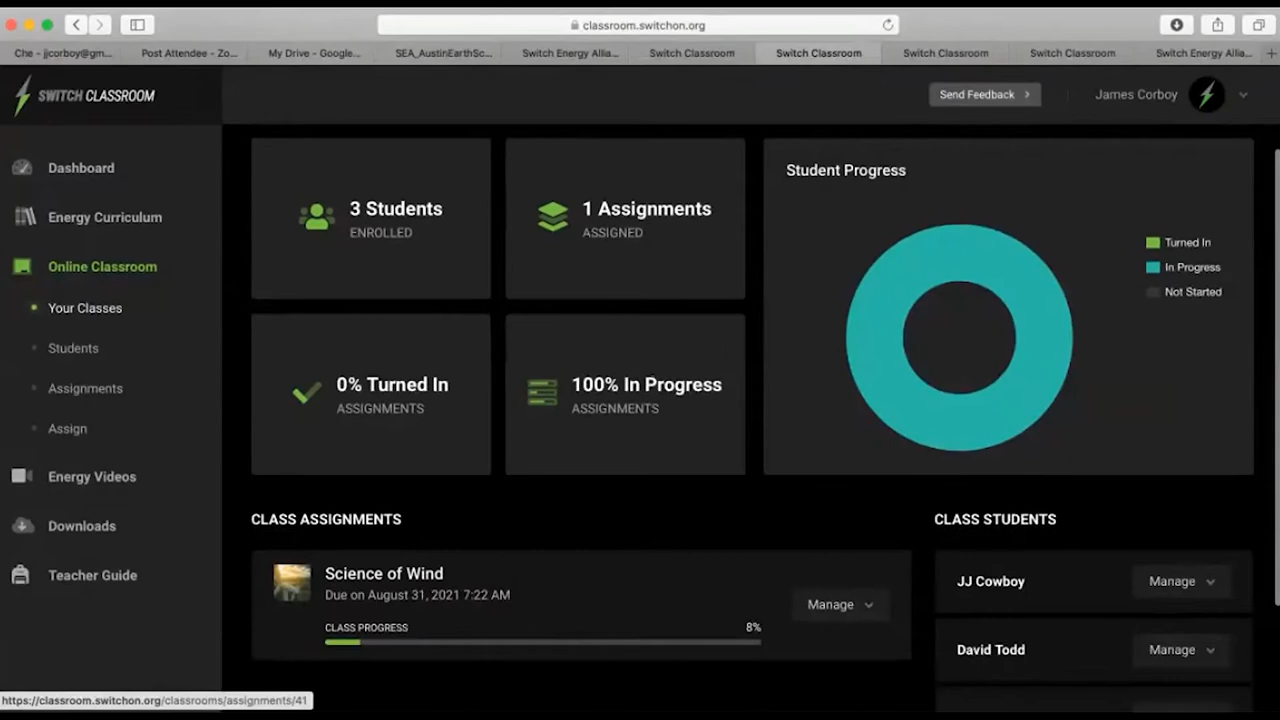 classroom.switchon.org
Che - jjcorboy@gm...
Post Attendee - Zo...
My Drive - Google...
SEA_AustinEarthSc...
Switch Energy Allia...
Switch Classroom
Switch Classroom
Switch Classroom
Switch Classroom
Switch Energy Allia...
SWITCH CLASSROOM
Send Feedback
James Corboy
Dashboard
Energy Curriculum
Online Classroom
Your Classes
Students
Assignments
Assign
Energy Videos
Downloads
Teacher Guide
3 Students
ENROLLED
1 Assignments
ASSIGNED
0% Turned In
ASSIGNMENTS
100% In Progress
ASSIGNMENTS
Student Progress
Turned In
In Progress
Not Started
CLASS ASSIGNMENTS
Science of Wind
Due on August 31, 2021 7:22 AM
CLASS PROGRESS
8%
Manage
CLASS STUDENTS
JJ Cowboy
Manage
David Todd
Manage
https://classroom.switchon.org/classrooms/assignments/41